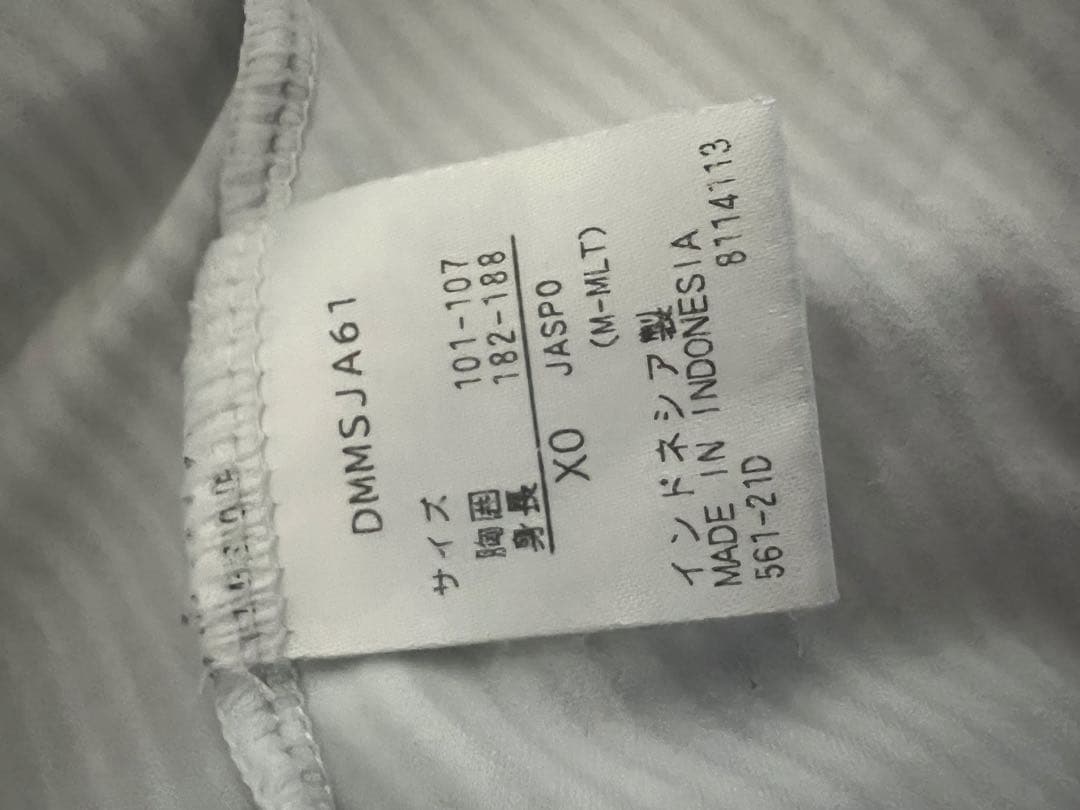 DMMSJA61
サイズ
胸囲 101-107
身長 182-188
XO JASPO
(M-MLT)
インドネシア製
MADE IN INDONESIA
561-21D 8114113